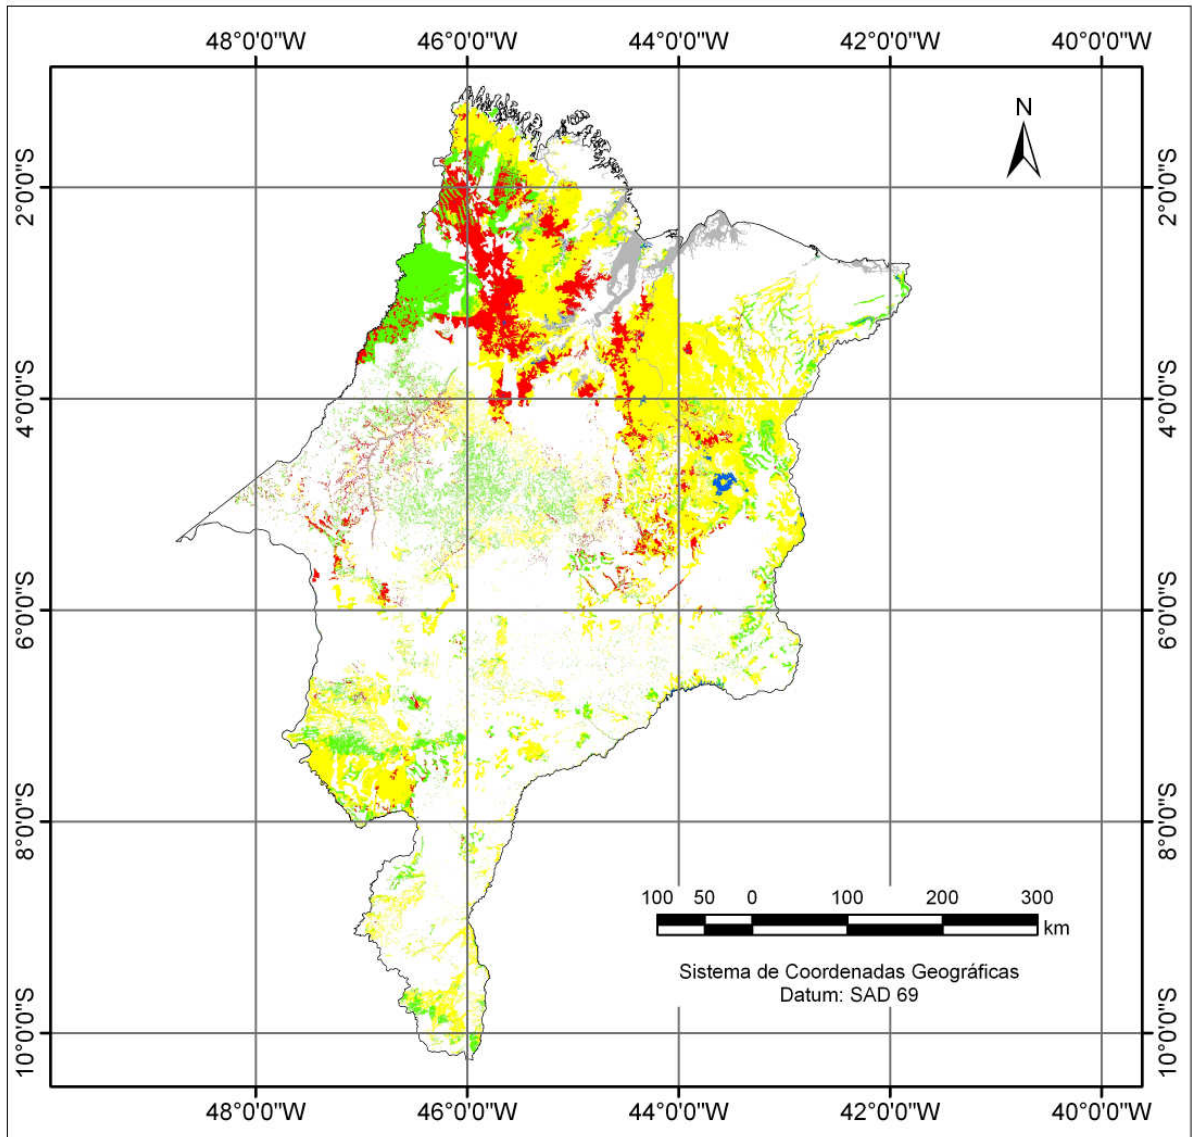 48°0'0"W 46°0'0"W 44°0'0"W 42°0'0"W 40°0'0"W
N
2°0'0"S 2°0'0"S
4°0'0"S 4°0'0"S
6°0'0"S 6°0'0"S
8°0'0"S 8°0'0"S
100 50 0 100 200 300
km
Sistema de Coordenadas Geográficas
Datum: SAD 69
10°0'0"S 10°0'0"S
48°0'0"W 46°0'0"W 44°0'0"W 42°0'0"W 40°0'0"W